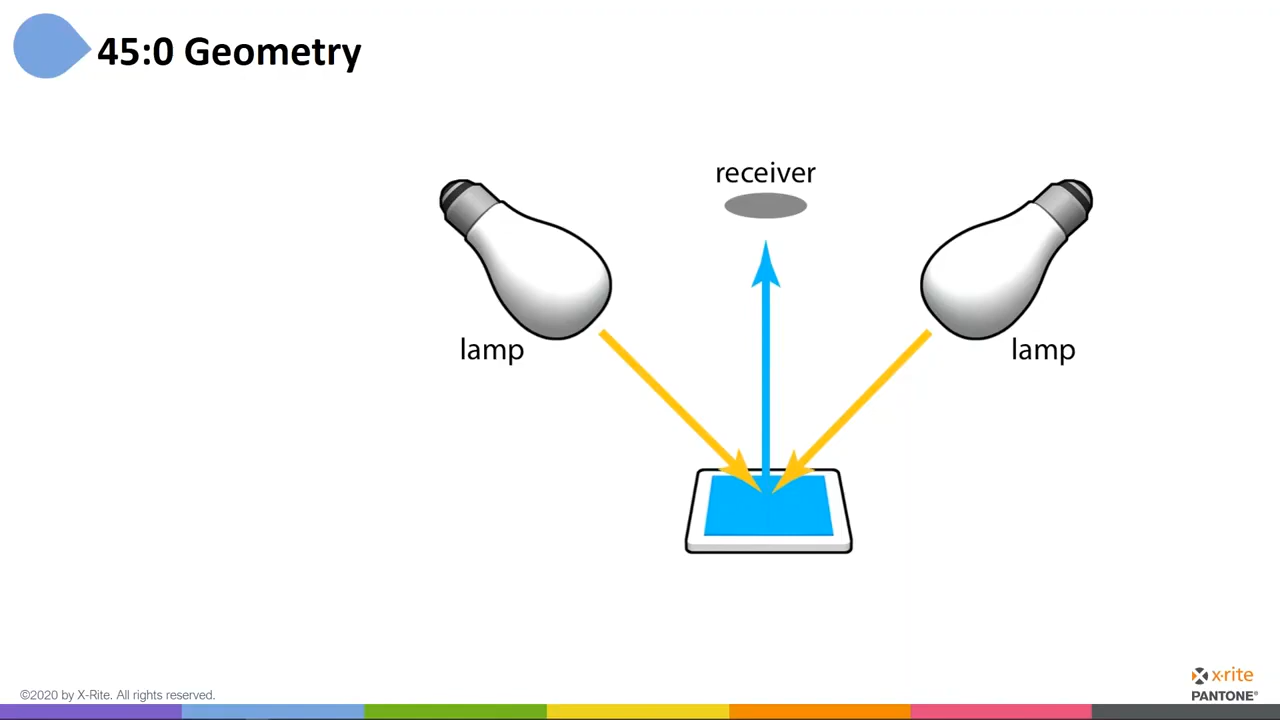 45:0 Geometry
receiver
lamp
lamp
©2020 by X-Rite. All rights reserved.
x·rite
PANTONE®